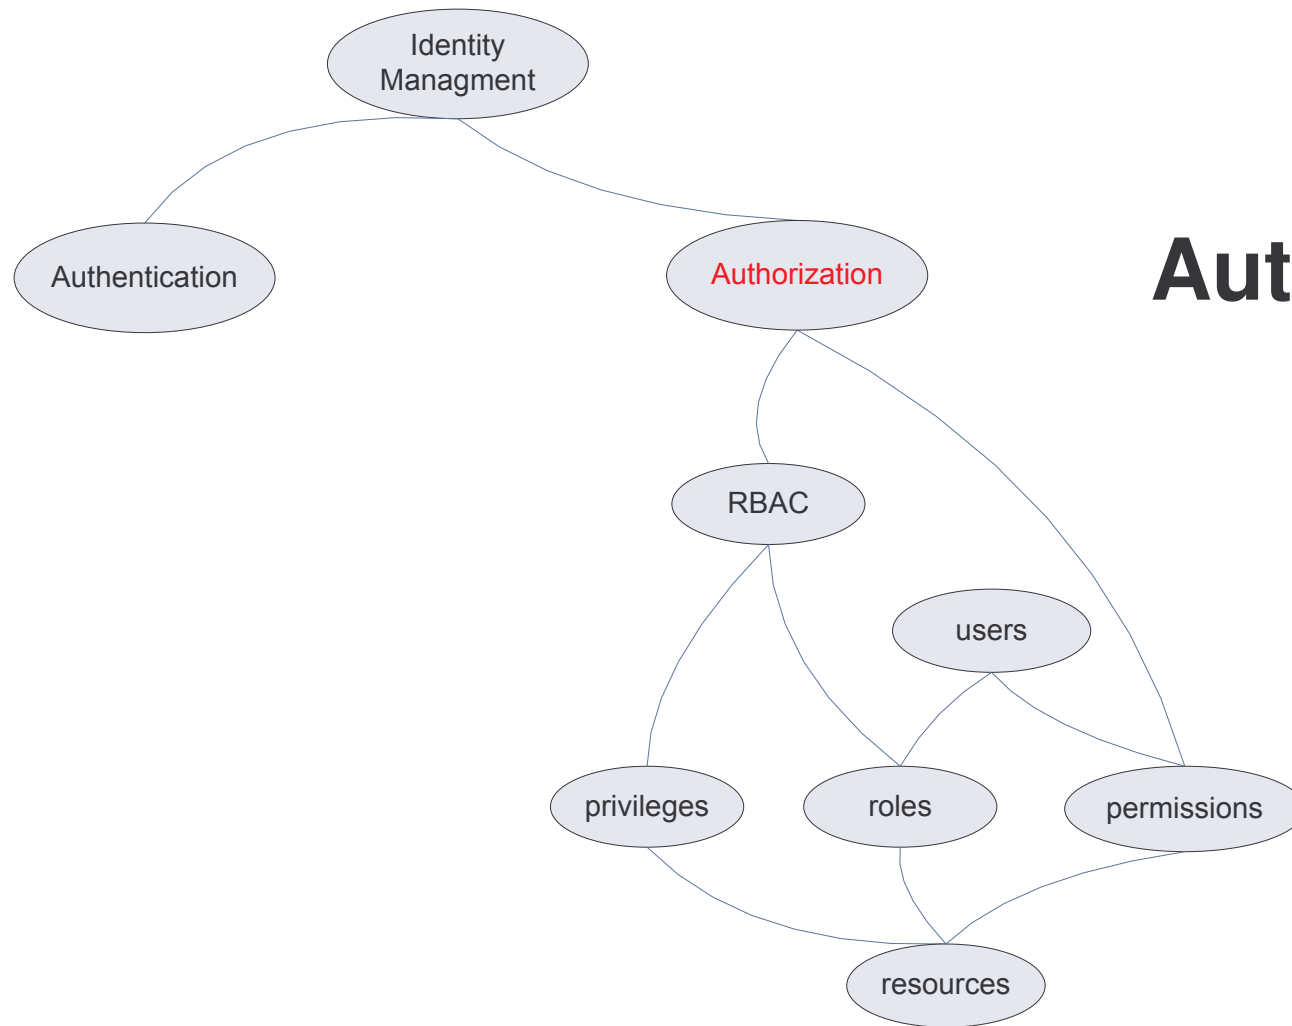 Identity
Managment
Authentication
Authorization
Aut
RBAC
users
privileges
roles
permissions
resources